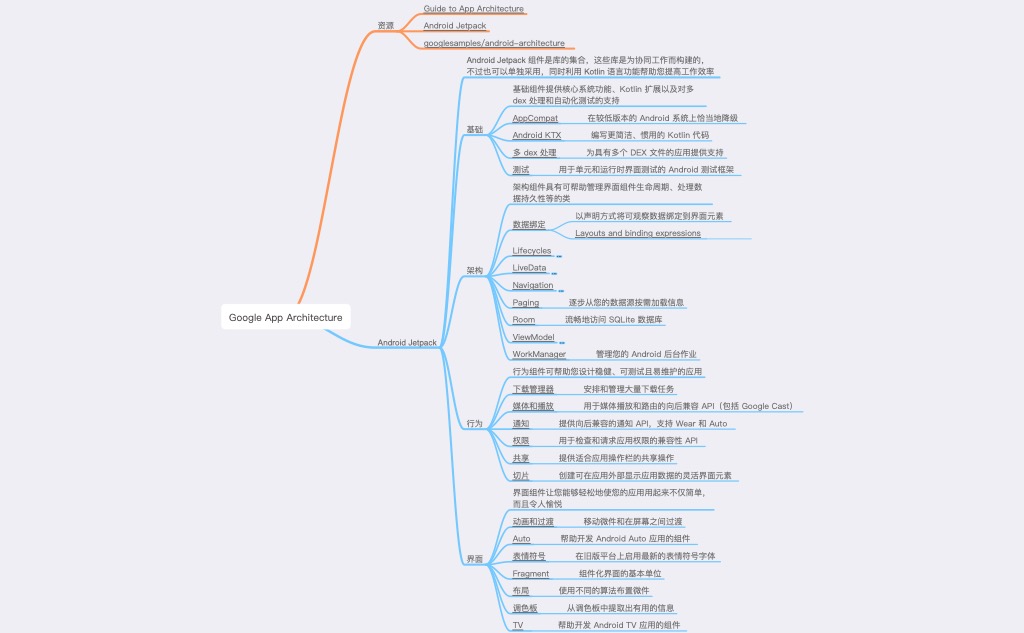 Google App Architecture
资源
Guide to App Architecture
Android Jetpack
googlesamples/android-architecture
Android Jetpack
Android Jetpack 组件是库的集合，这些库是为协同工作而构建的，
不过也可以单独采用，同时利用 Kotlin 语言功能帮助您提高工作效率
基础
基础组件提供核心系统功能、Kotlin 扩展以及对多
dex 处理和自动化测试的支持
AppCompat 在较低版本的 Android 系统上恰当地降级
Android KTX 编写更简洁、惯用的 Kotlin 代码
多 dex 处理 为具有多个 DEX 文件的应用提供支持
测试 用于单元和运行时界面测试的 Android 测试框架
架构
架构组件具有可帮助管理界面组件生命周期、处理数
据持久性等的类
数据绑定
以声明方式将可观察数据绑定到界面元素
Layouts and binding expressions
Lifecycles
LiveData
Navigation
Paging 逐步从您的数据源按需加载信息
Room 流畅地访问 SQLite 数据库
ViewModel
WorkManager 管理您的 Android 后台作业
行为
行为组件可帮助您设计稳健、可测试且易维护的应用
下载管理器 安排和管理大量下载任务
媒体和播放 用于媒体播放和路由的向后兼容 API（包括 Google Cast）
通知 提供向后兼容的通知 API，支持 Wear 和 Auto
权限 用于检查和请求应用权限的兼容性 API
共享 提供适合应用操作栏的共享操作
切片 创建可在应用外部显示应用数据的灵活界面元素
界面
界面组件让您能够轻松地使您的应用用起来不仅简单，
而且令人愉悦
动画和过渡 移动微件和在屏幕之间过渡
Auto 帮助开发 Android Auto 应用的组件
表情符号 在旧版平台上启用最新的表情符号字体
Fragment 组件化界面的基本单位
布局 使用不同的算法布置微件
调色板 从调色板中提取出有用的信息
TV 帮助开发 Android TV 应用的组件